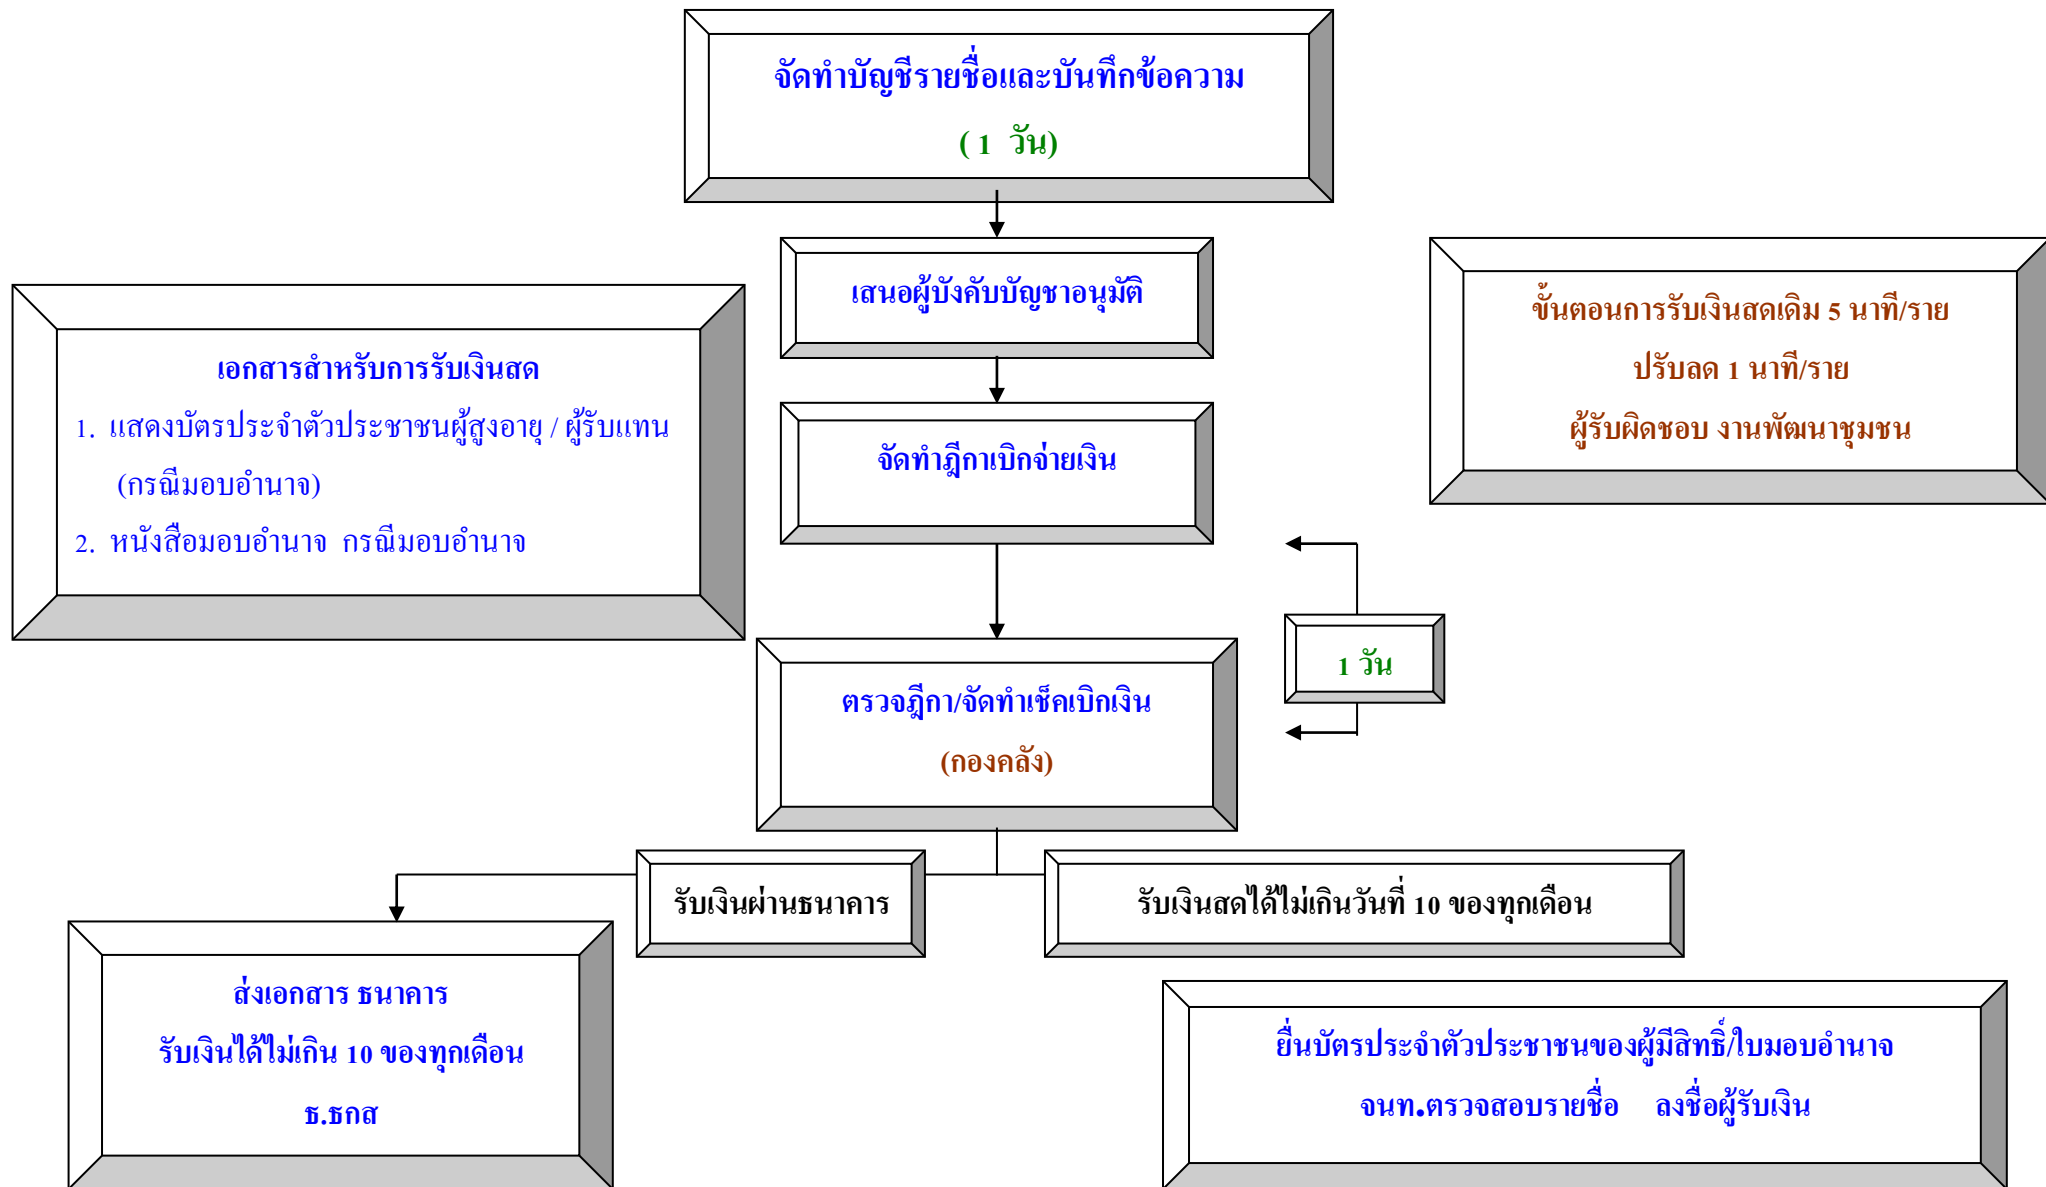 จัดทำบัญชีรายชื่อและบันทึกข้อความ
( 1 วัน)
เสนอผู้บังคับบัญชาอนุมัติ
ขั้นตอนการรับเงินสดเดิม 5 นาที/ราย
ปรับลด 1 นาที/ราย
ผู้รับผิดชอบ งานพัฒนาชุมชน
เอกสารสำหรับการรับเงินสด
1. แสดงบัตรประจำตัวประชาชนผู้สูงอายุ / ผู้รับแทน
(กรณีมอบอำนาจ)
2. หนังสือมอบอำนาจ กรณีมอบอำนาจ
จัดทำฎีกาเบิกจ่ายเงิน
1 วัน
ตรวจฎีกา/จัดทำเช็คเบิกเงิน
(กองคลัง)
รับเงินผ่านธนาคาร
รับเงินสดได้ไม่เกินวันที่ 10 ของทุกเดือน
ส่งเอกสาร ธนาคาร
รับเงินได้ไม่เกิน 10 ของทุกเดือน
ธ.ธกส
ยื่นบัตรประจำตัวประชาชนของผู้มีสิทธิ์/ใบมอบอำนาจ
จนท.ตรวจสอบรายชื่อ ลงชื่อผู้รับเงิน